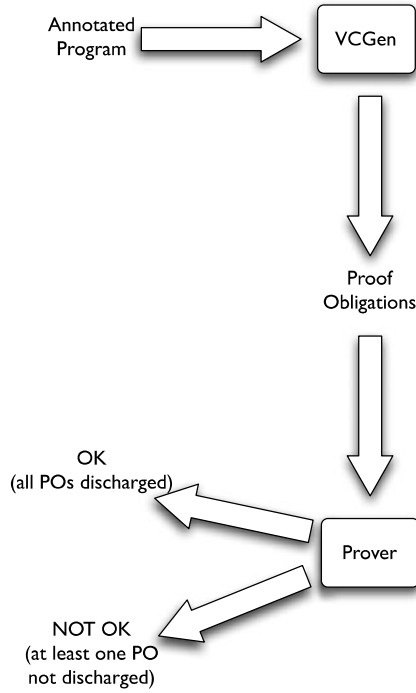 Annotated
Program
VCGen
Proof
Obligations
OK
(all POs discharged)
Prover
NOT OK
(at least one PO
not discharged)